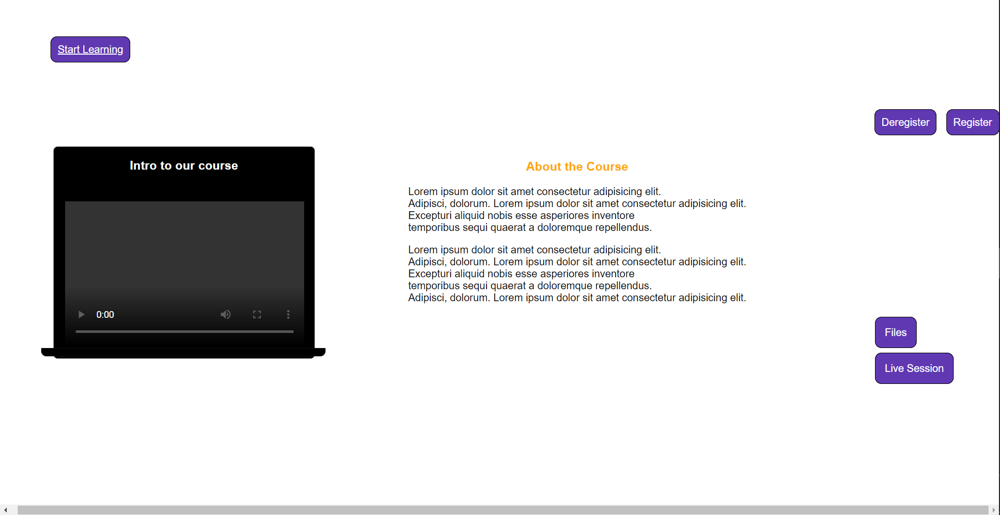 Start Learning
Deregister
Register
Intro to our course
0:00
About the Course
Lorem ipsum dolor sit amet consectetur adipisicing elit.
Adipisci, dolorum. Lorem ipsum dolor sit amet consectetur adipisicing elit.
Excepturi aliquid nobis esse asperiores inventore
temporibus sequi quaerat a doloremque repellendus.
Lorem ipsum dolor sit amet consectetur adipisicing elit.
Adipisci, dolorum. Lorem ipsum dolor sit amet consectetur adipisicing elit.
Excepturi aliquid nobis esse asperiores inventore
temporibus sequi quaerat a doloremque repellendus.
Adipisci, dolorum. Lorem ipsum dolor sit amet consectetur adipisicing elit.
Files
Live Session